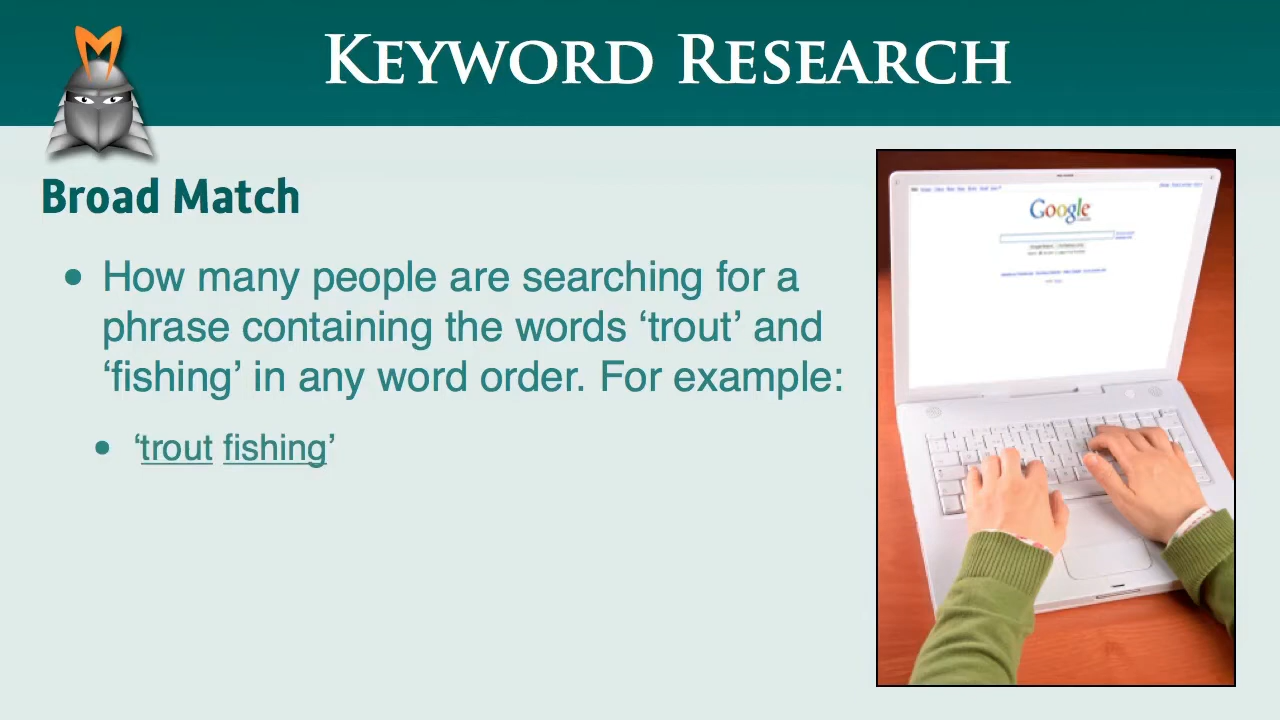 KEYWORD RESEARCH
Broad Match
• How many people are searching for a
phrase containing the words ‘trout’ and
‘fishing’ in any word order. For example:
• ‘trout fishing’
Google